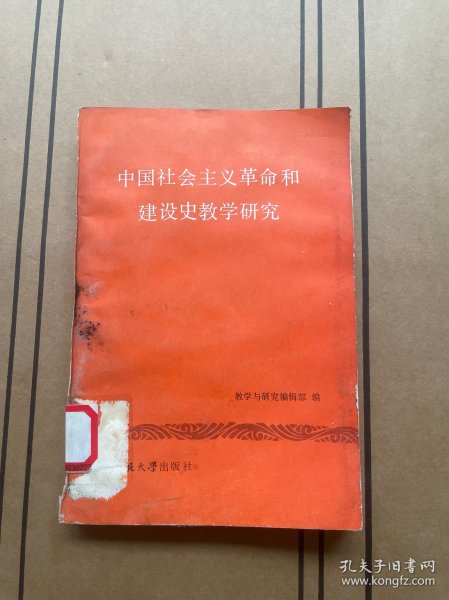 中国社会主义革命和
建设史教学研究
教学与研究编辑部 编
民大学出版社
孔夫子旧书网
www.kongfz.com